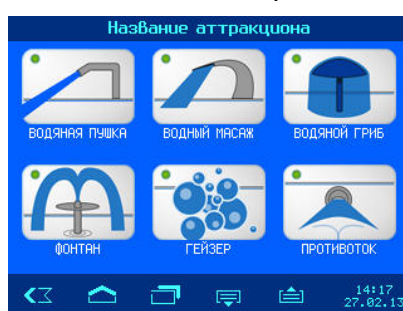 Название аттракциона
ВОДЯНАЯ ПУШКА
ВОДНЫЙ МАСАЖ
ВОДЯНОЙ ГРИБ
ФОНТАН
ГЕЙЗЕР
ПРОТИВОТОК
14:17
27.02.13